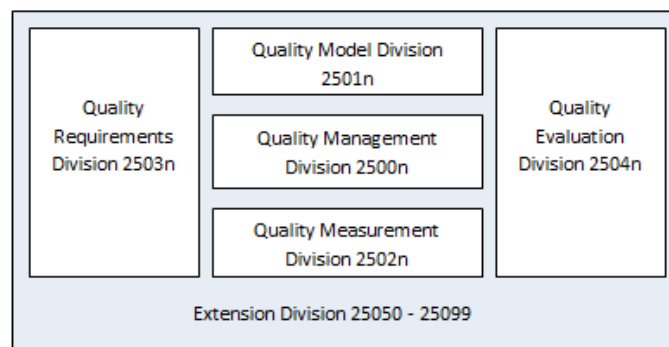 Quality
Requirements
Division 2503n
Quality Model Division
2501n
Quality Management
Division 2500n
Quality Measurement
Division 2502n
Quality
Evaluation
Division 2504n
Extension Division 25050 - 25099